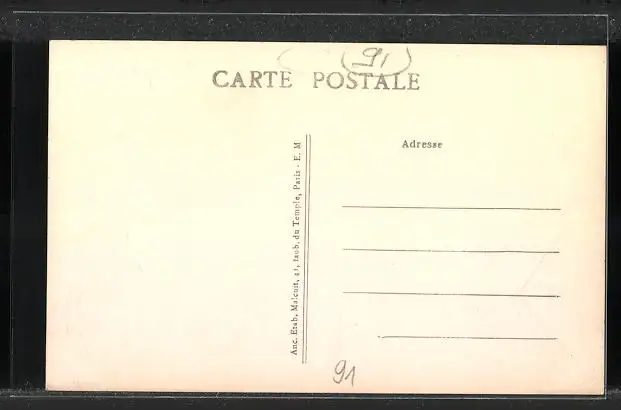 (91)
CARTE POSTALE
Adresse
Anc. Etab. Malcuit, 41, faub. du Temple, Paris - E. M
91